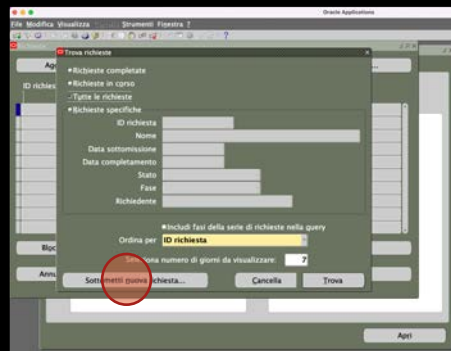 Oracle Applications
File Modifica Visualizza Strumenti Finestra ?
Trova richieste
Richieste completate
Richieste in corso
Tutte le richieste
Richieste specifiche
ID richiesta
Nome
Data sottomissione
Data completamento
Stato
Fase
Richiedente
Includi fasi della serie di richieste nella query
Ordina per ID richiesta
Seleziona numero di giorni da visualizzare: 7
Sottometti nuova richiesta... Cancella Trova
Apri